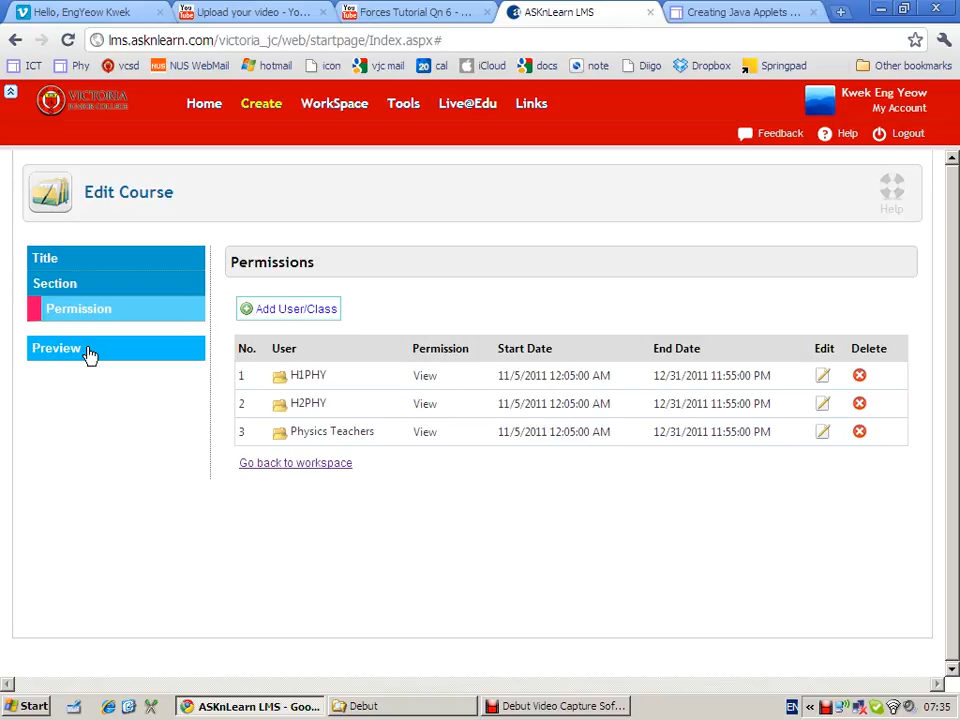 Hello, EngYeow Kwek
Upload your video - Yo...
Forces Tutorial Qn 6 - ...
ASKnLearn LMS
Creating Java Applets ...
lms.asknlearn.com/victoria_jc/web/startpage/Index.aspx#
ICT Phy vcsd NUS WebMail hotmail icon vjc mail cal iCloud docs note Diigo Dropbox Springpad Other bookmarks
VICTORIA
Home Create WorkSpace Tools Live@Edu Links
Kwek Eng Yeow
My Account
Feedback Help Logout
Edit Course
Help
Title
Section
Permission
Preview
Permissions
Add User/Class
No. User Permission Start Date End Date Edit Delete
1 H1PHY View 11/5/2011 12:05:00 AM 12/31/2011 11:55:00 PM
2 H2PHY View 11/5/2011 12:05:00 AM 12/31/2011 11:55:00 PM
3 Physics Teachers View 11/5/2011 12:05:00 AM 12/31/2011 11:55:00 PM
Go back to workspace
Start ASKnLearn LMS - Goo... Debut Debut Video Capture Sof... EN 07:35